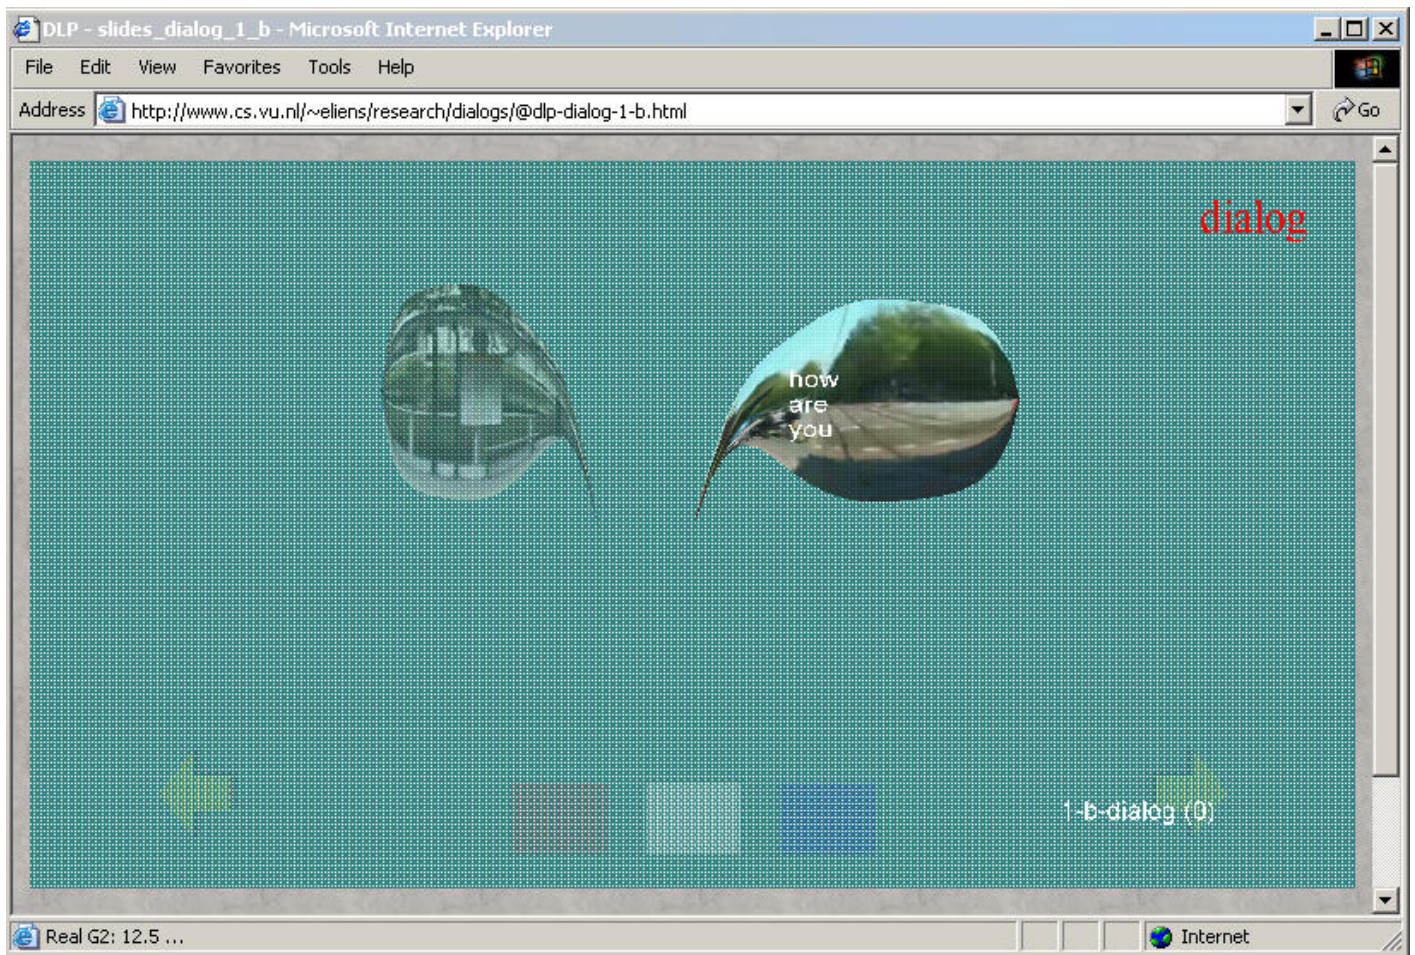 DLP - slides_dialog_1_b - Microsoft Internet Explorer
File Edit View Favorites Tools Help
Address http://www.cs.vu.nl/~eliens/research/dialogs/@dlp-dialog-1-b.html Go
dialog
how
are
you
1-b-dialog (0)
Real G2: 12.5 ... Internet